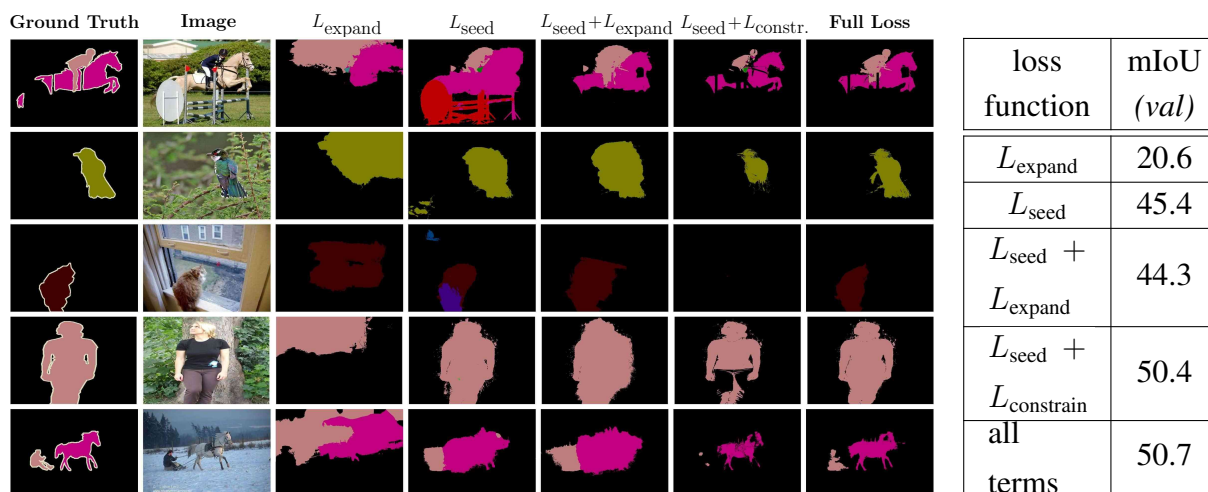 Ground Truth Image L_expand L_seed L_seed+L_expand L_seed+L_constr. Full Loss
loss function mIoU (val)
L_expand 20.6
L_seed 45.4
L_seed + L_expand 44.3
L_seed + L_constrain 50.4
all terms 50.7